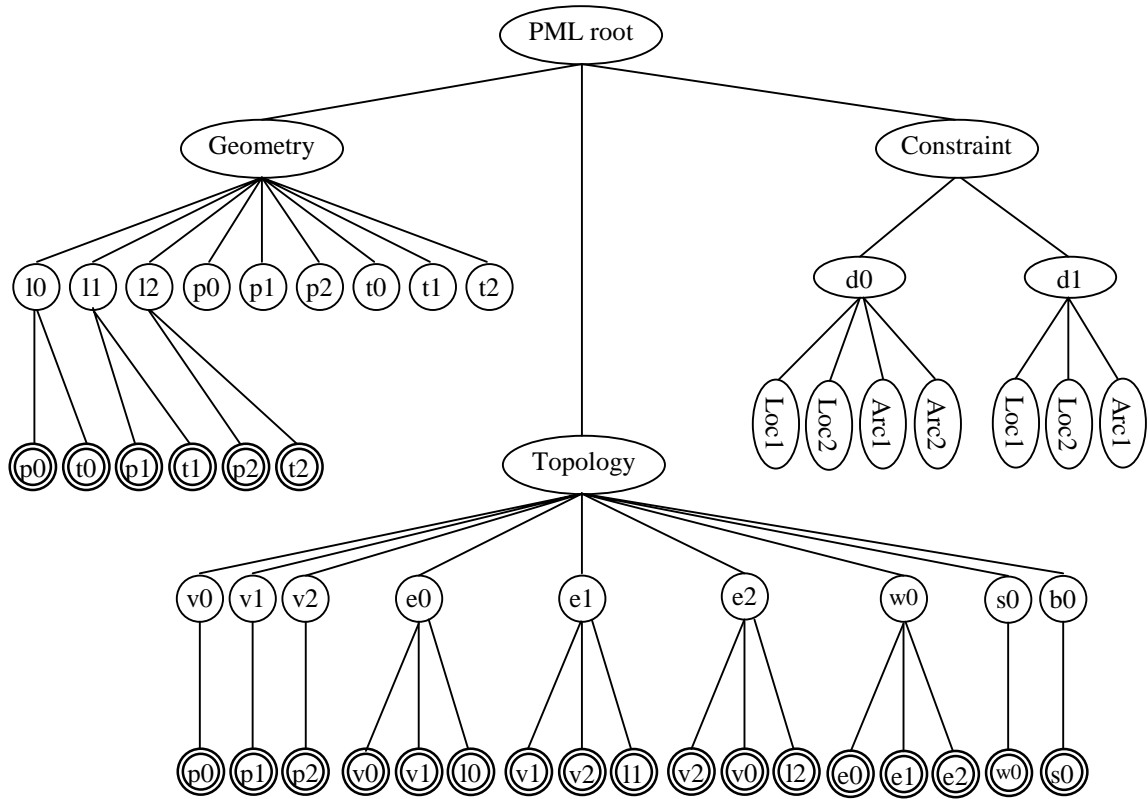 PML root
Geometry
Constraint
l0 l1 l2 p0 p1 p2 t0 t1 t2
d0 d1
Loc1 Loc2 Arc1 Arc2 Loc1 Loc2 Arc1
p0 t0 p1 t1 p2 t2
Topology
v0 v1 v2 e0 e1 e2 w0 s0 b0
p0 p1 p2 v0 v1 l0 v1 v2 l1 v2 v0 l2 e0 e1 e2 w0 s0